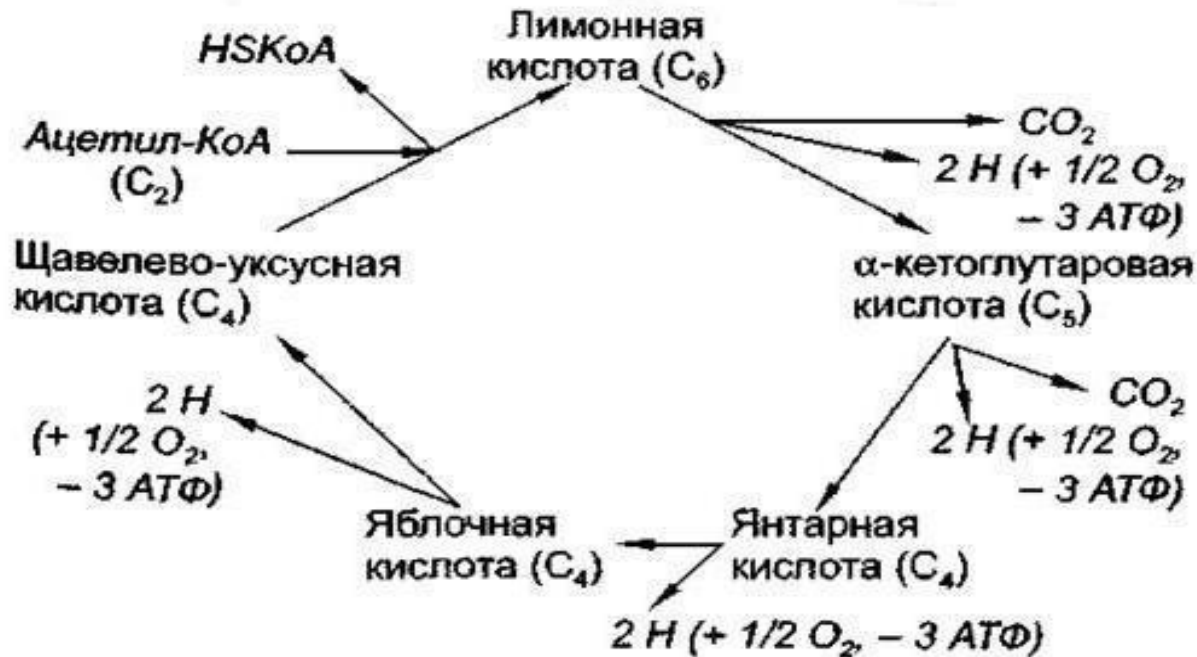 HSKoA
Лимонная
кислота (C₆)
Ацетил-КоА
(C₂)
CO₂
2 H (+ 1/2 O₂,
– 3 АТФ)
Щавелево-уксусная
кислота (C₄)
α-кетоглутаровая
кислота (C₅)
CO₂
2 H (+ 1/2 O₂,
– 3 АТФ)
2 H
(+ 1/2 O₂,
– 3 АТФ)
Яблочная
кислота (C₄)
Янтарная
кислота (C₄)
2 H (+ 1/2 O₂, – 3 АТФ)